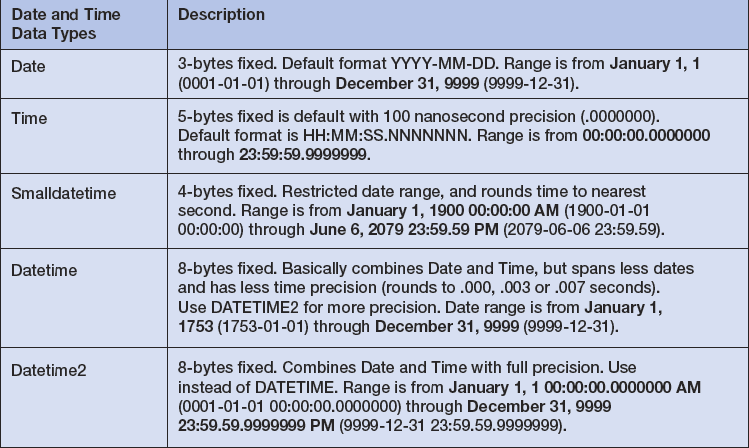 Date and Time
Data Types
Description
Date
3-bytes fixed. Default format YYYY-MM-DD. Range is from January 1, 1
(0001-01-01) through December 31, 9999 (9999-12-31).
Time
5-bytes fixed is default with 100 nanosecond precision (.0000000).
Default format is HH:MM:SS.NNNNNNN. Range is from 00:00:00.0000000
through 23:59:59.9999999.
Smalldatetime
4-bytes fixed. Restricted date range, and rounds time to nearest
second. Range is from January 1, 1900 00:00:00 AM (1900-01-01
00:00:00) through June 6, 2079 23:59.59 PM (2079-06-06 23:59.59).
Datetime
8-bytes fixed. Basically combines Date and Time, but spans less dates
and has less time precision (rounds to .000, .003 or .007 seconds).
Use DATETIME2 for more precision. Date range is from January 1,
1753 (1753-01-01) through December 31, 9999 (9999-12-31).
Datetime2
8-bytes fixed. Combines Date and Time with full precision. Use
instead of DATETIME. Range is from January 1, 1 00:00:00.0000000 AM
(0001-01-01 00:00:00.0000000) through December 31, 9999
23:59.59.9999999 PM (9999-12-31 23:59.59.9999999).